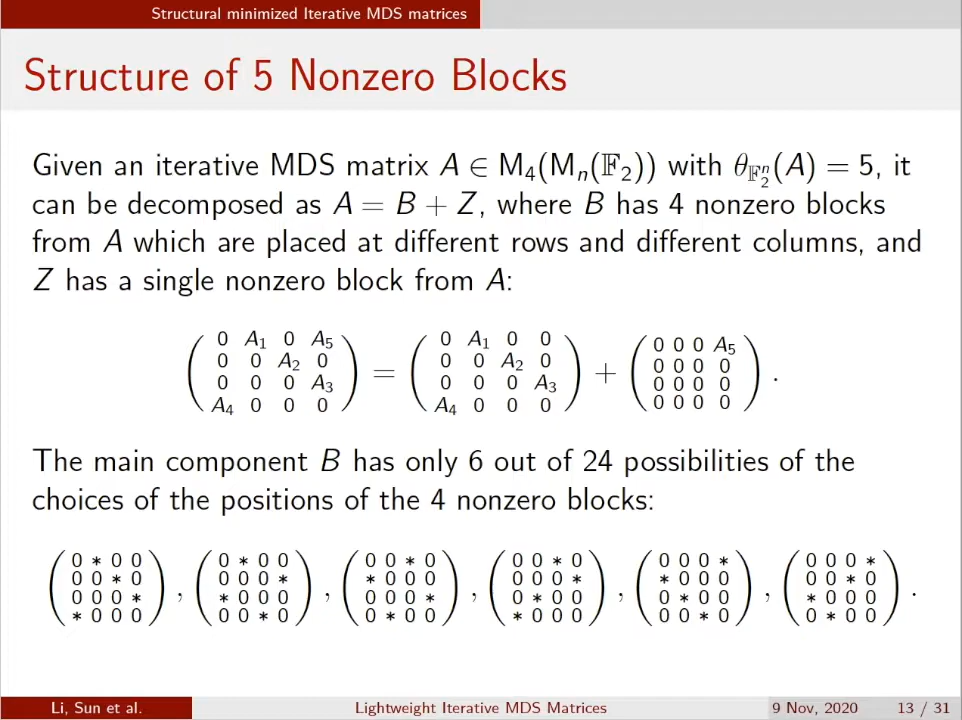 Structural minimized Iterative MDS matrices
Structure of 5 Nonzero Blocks
Given an iterative MDS matrix A ∈ M₄(Mₙ(𝔽₂)) with θ_{𝔽₂ⁿ}(A) = 5, it
can be decomposed as A = B + Z, where B has 4 nonzero blocks
from A which are placed at different rows and different columns, and
Z has a single nonzero block from A:
( 0 A₁ 0 A₅ ) ( 0 A₁ 0 0 ) ( 0 0 0 A₅ )
( 0 0 A₂ 0 ) ( 0 0 A₂ 0 ) ( 0 0 0 0 )
( 0 0 0 A₃ ) = ( 0 0 0 A₃ ) + ( 0 0 0 0 ) .
( A₄ 0 0 0 ) ( A₄ 0 0 0 ) ( 0 0 0 0 )
The main component B has only 6 out of 24 possibilities of the
choices of the positions of the 4 nonzero blocks:
( 0 * 0 0 ) ( 0 * 0 0 ) ( 0 0 * 0 ) ( 0 0 * 0 ) ( 0 0 0 * ) ( 0 0 0 * )
( 0 0 * 0 ) ( 0 0 0 * ) ( * 0 0 0 ) ( 0 0 0 * ) ( * 0 0 0 ) ( 0 0 * 0 )
( 0 0 0 * ) , ( * 0 0 0 ) , ( 0 0 0 * ) , ( 0 * 0 0 ) , ( 0 * 0 0 ) , ( * 0 0 0 ) .
( * 0 0 0 ) ( 0 0 * 0 ) ( 0 * 0 0 ) ( * 0 0 0 ) ( 0 0 * 0 ) ( 0 * 0 0 )
Li, Sun et al. Lightweight Iterative MDS Matrices 9 Nov, 2020 13 / 31